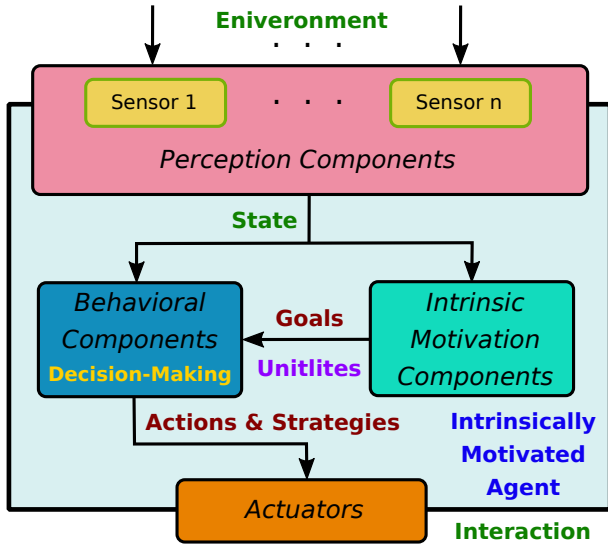 Eniveronment
. . .
Sensor 1
. . .
Sensor n
Perception Components
State
Behavioral
Components
Decision-Making
Goals
Unitlites
Intrinsic
Motivation
Components
Actions & Strategies
Intrinsically
Motivated
Agent
Actuators
Interaction